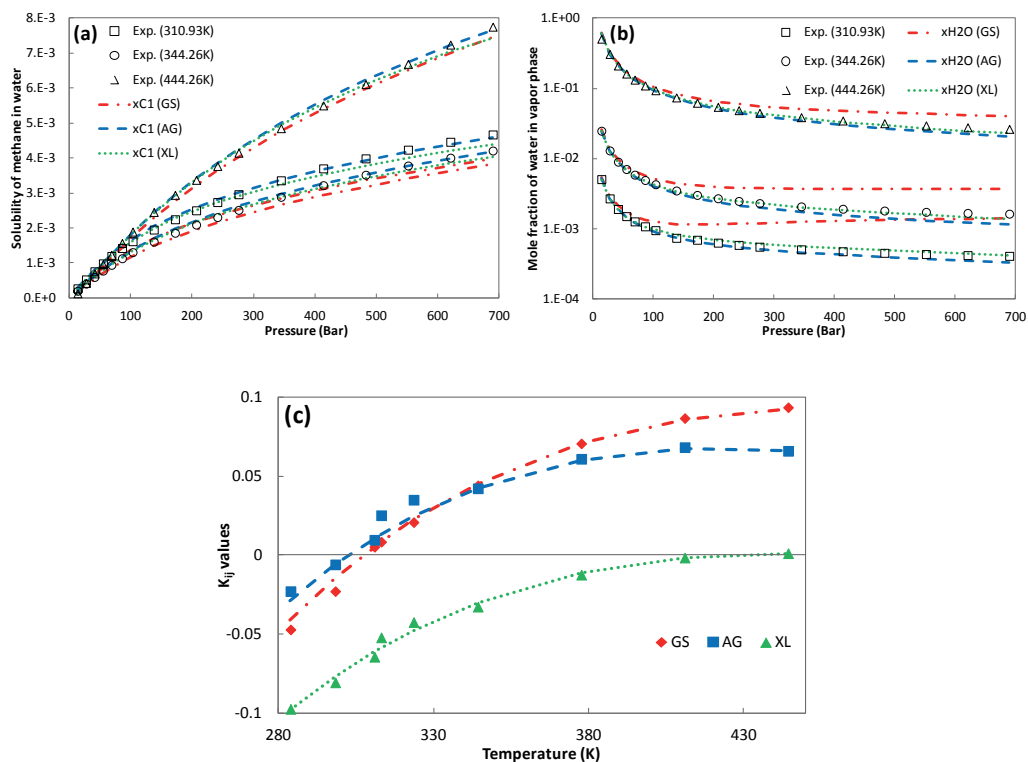 (a)
Exp. (310.93K)
Exp. (344.26K)
Exp. (444.26K)
xC1 (GS)
xC1 (AG)
xC1 (XL)
Solubility of methane in water
8.E-3
7.E-3
6.E-3
5.E-3
4.E-3
3.E-3
2.E-3
1.E-3
0.E+0
0 100 200 300 400 500 600 700
Pressure (Bar)
(b)
Exp. (310.93K) xH2O (GS)
Exp. (344.26K) xH2O (AG)
Exp. (444.26K) xH2O (XL)
Mole fraction of water in vapor phase
1.E+00
1.E-01
1.E-02
1.E-03
1.E-04
0 100 200 300 400 500 600 700
Pressure (Bar)
(c)
Kij values
0.1
0.05
0
-0.05
-0.1
GS AG XL
280 330 380 430
Temperature (K)